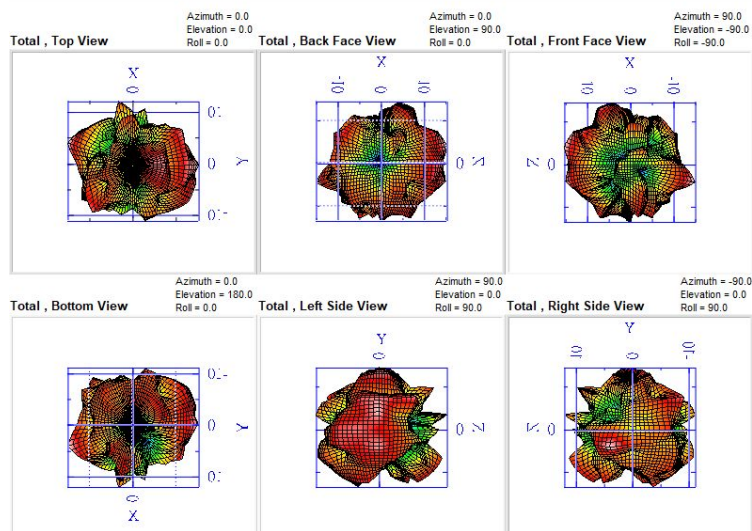 Azimuth = 0.0
Elevation = 0.0
Roll = 0.0
Total , Top View
X
0
0
Y
Azimuth = 0.0
Elevation = 90.0
Roll = 0.0
Total , Back Face View
X
10
0
-10
0
Z
Azimuth = 90.0
Elevation = -90.0
Roll = -90.0
Total , Front Face View
X
10
0
-10
Z
0
Azimuth = 0.0
Elevation = 180.0
Roll = 0.0
Total , Bottom View
0
Y
0
X
Azimuth = 90.0
Elevation = 0.0
Roll = 90.0
Total , Left Side View
Y
0
0
Z
Azimuth = -90.0
Elevation = 0.0
Roll = 90.0
Total , Right Side View
Y
10
0
-10
Z
0